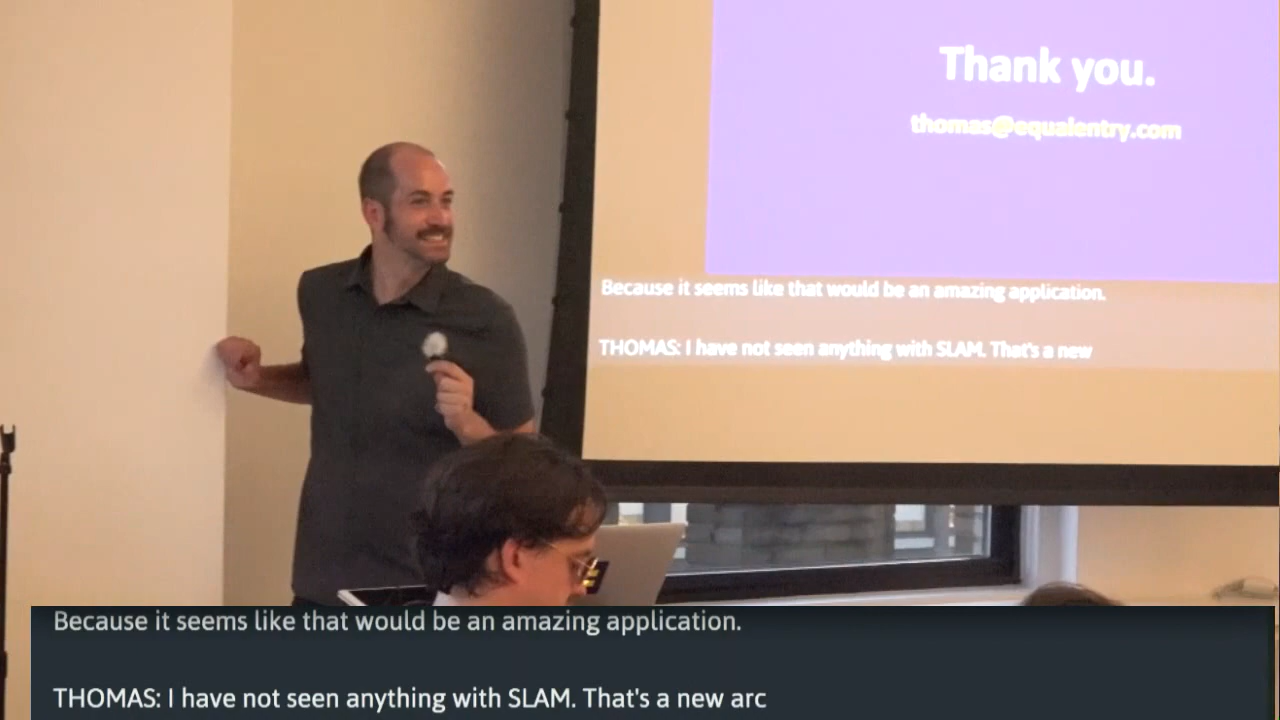 Thank you.
thomas@equalentry.com
Because it seems like that would be an amazing application.
THOMAS: I have not seen anything with SLAM. That's a new
Because it seems like that would be an amazing application.
THOMAS: I have not seen anything with SLAM. That's a new arc